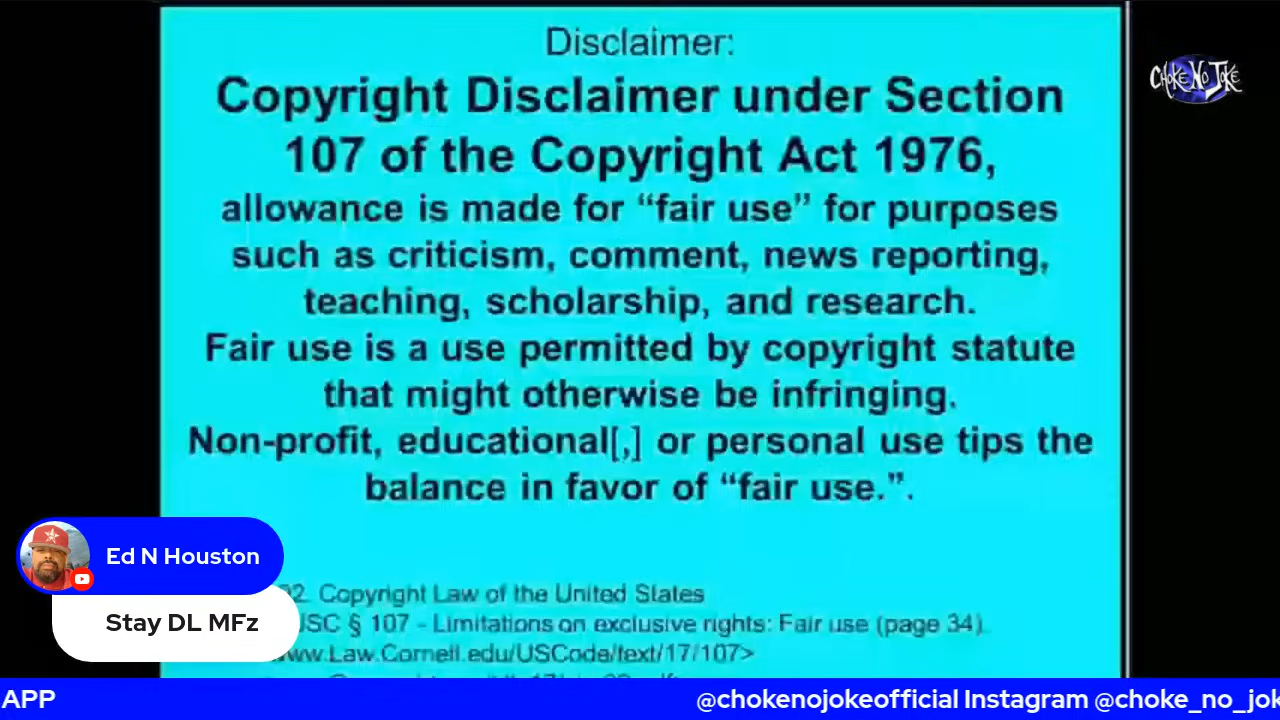 Disclaimer:
CHOKE NO JOKE
Copyright Disclaimer under Section
107 of the Copyright Act 1976,
allowance is made for “fair use” for purposes
such as criticism, comment, news reporting,
teaching, scholarship, and research.
Fair use is a use permitted by copyright statute
that might otherwise be infringing.
Non-profit, educational[,] or personal use tips the
balance in favor of “fair use.”.
Ed N Houston
Stay DL MFz
Copyright Law of the United States
§ 107 - Limitations on exclusive rights: Fair use (page 34).
www.Law.Cornell.edu/USCode/text/17/107>
APP
@chokenojokeofficial Instagram @choke_no_jok